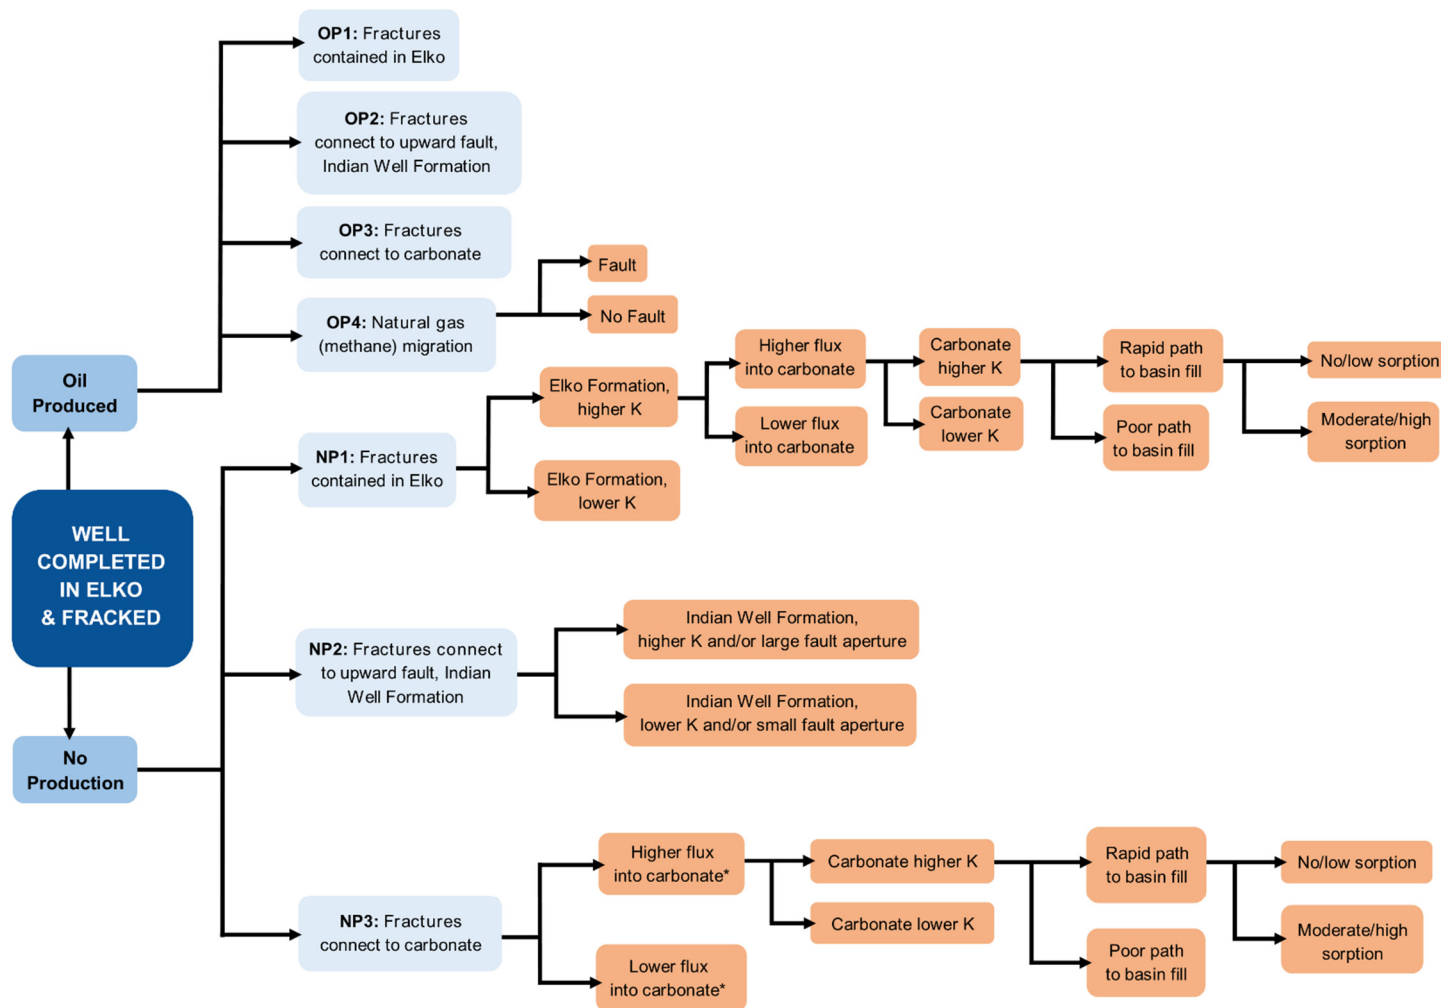 OP1: Fractures
contained in Elko
OP2: Fractures
connect to upward fault,
Indian Well Formation
OP3: Fractures
connect to carbonate
OP4: Natural gas
(methane) migration
Fault
No Fault
Oil
Produced
WELL
COMPLETED
IN ELKO
& FRACKED
No
Production
NP1: Fractures
contained in Elko
Elko Formation,
higher K
Elko Formation,
lower K
Higher flux
into carbonate
Lower flux
into carbonate
Carbonate
higher K
Carbonate
lower K
Rapid path
to basin fill
Poor path
to basin fill
No/low sorption
Moderate/high
sorption
NP2: Fractures connect
to upward fault, Indian
Well Formation
Indian Well Formation,
higher K and/or large fault aperture
Indian Well Formation,
lower K and/or small fault aperture
NP3: Fractures
connect to carbonate
Higher flux
into carbonate*
Lower flux
into carbonate*
Carbonate higher K
Carbonate lower K
Rapid path
to basin fill
Poor path
to basin fill
No/low sorption
Moderate/high
sorption